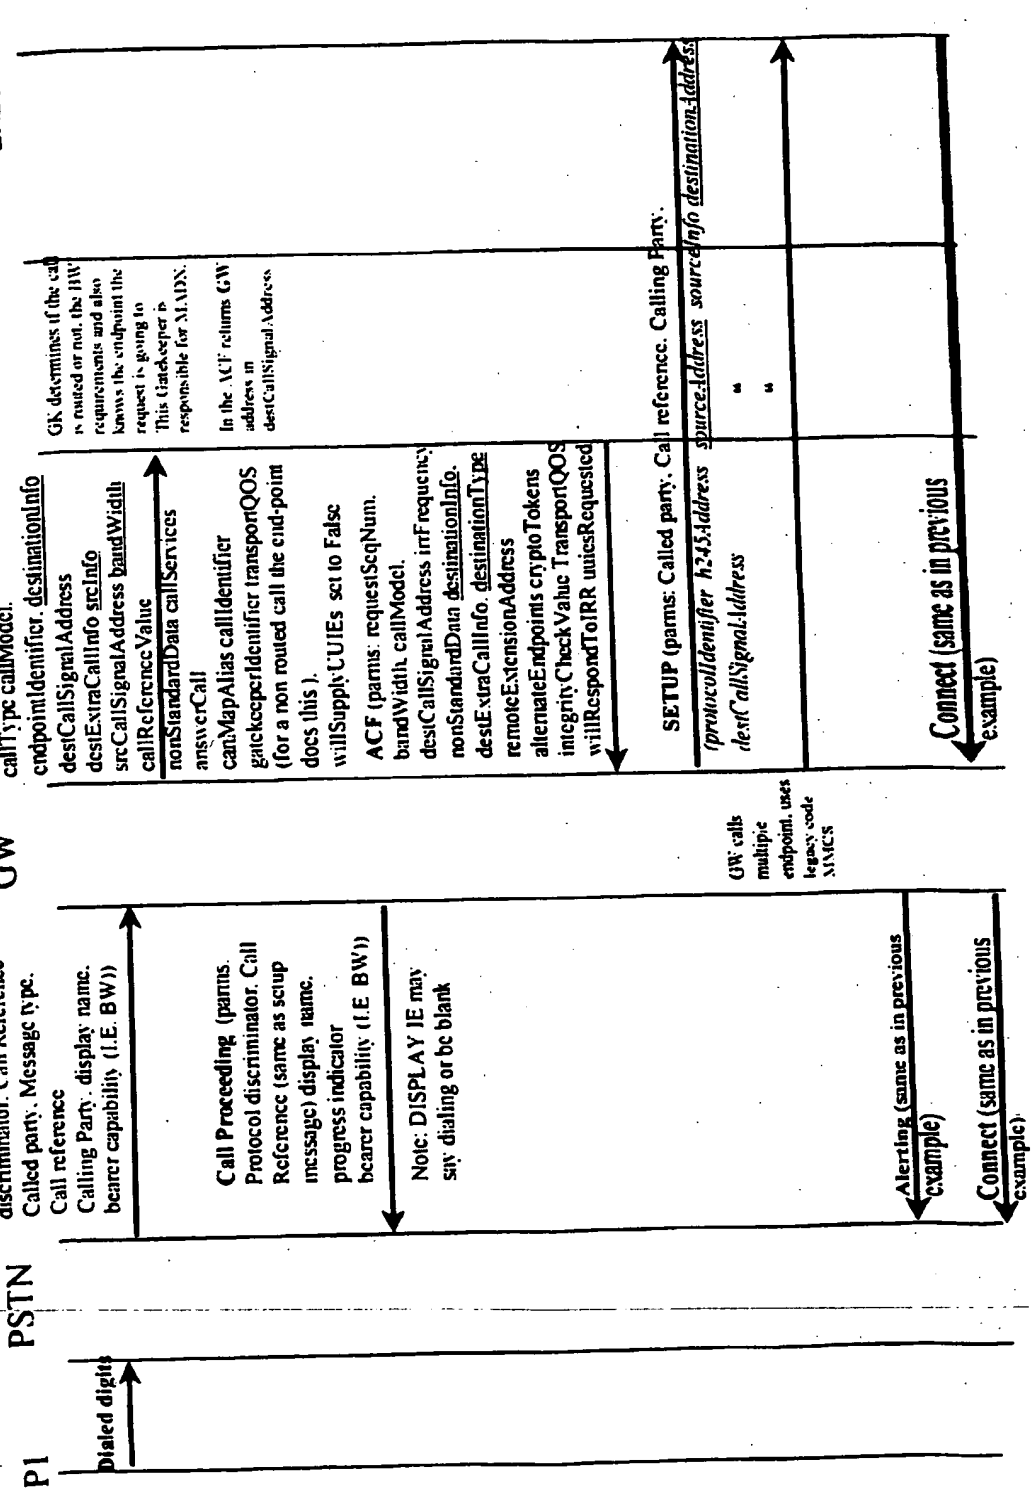 P1
PSTN
GW
Dialed digits
Called party. Message type.
Call reference
Calling Party. display name.
bearer capability (I.E. BW))
Call Proceeding (parms.
Protocol discriminator. Call
Reference (same as setup
message) display name.
progress indicator
bearer capability (I.E. BW))
Note: DISPLAY IE may
say dialing or be blank
Alerting (same as in previous
example)
Connect (same as in previous
example)
callType callModel.
endpointIdentifier. destinationInfo
destCallSignalAddress
destExtraCallInfo srcInfo
srcCallSignalAddress bandWidth
callReferenceValue
nonStandardData callServices
answerCall
canMapAlias callIdentifier
gatekeeperIdentifier transportQOS
(for a non routed call the end-point
does this ).
willSupplyCUIEs set to False
ACF (parms: requestSeqNum.
bandWidth. callModel.
destCallSignalAddress irrFrequency
nonStandardData destinationInfo.
destExtraCallInfo. destinationType
remoteExtensionAddress
alternateEndpoints cryptoTokens
integrityCheckValue TransportQOS
willRespondToIRR uuiesRequested
GK determines if the call
is routed or not. the BW
requirements and also
knows the endpoint the
request is going to
This Gatekeeper is
responsible for MADN.
In the ACF returns GW
address in
destCallSignalAddress
SETUP (parms: Called party. Call reference. Calling Party.
(protocolIdentifier h245Address sourceAddress sourceInfo destinationAddress
destCallSignalAddress
GW calls
multiple
endpoint. uses
legacy code
MMCS
“
“
Connect (same as in previous
example)